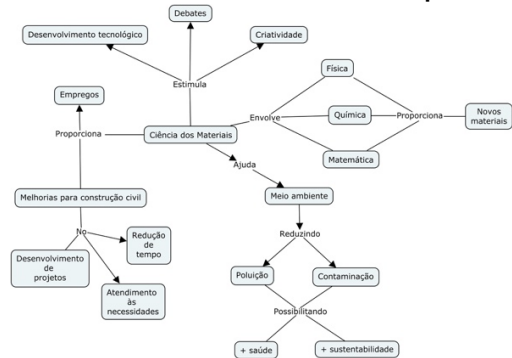 Debates
Desenvolvimento tecnológico
Criatividade
Estimula
Física
Empregos
Envolve
Química
Proporciona
Novos
materiais
Proporciona
Ciência dos Materiais
Matemática
Ajuda
Melhorias para construção civil
Meio ambiente
No
Redução
de
tempo
Reduzindo
Desenvolvimento
de
projetos
Poluição
Contaminação
Atendimento
às
necessidades
Possibilitando
+ saúde
+ sustentabilidade